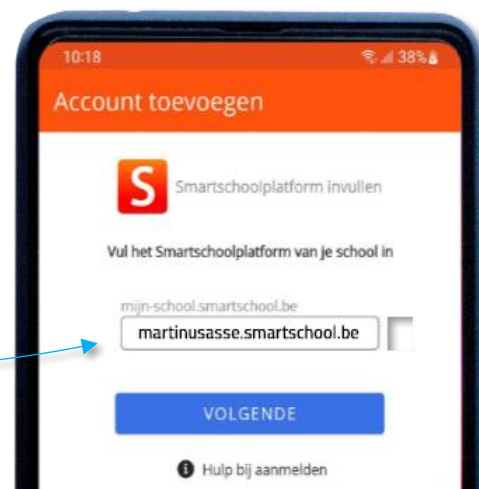 10:18 38%
Account toevoegen
S Smartschoolplatform invullen
Vul het Smartschoolplatform van je school in
mijn-school.smartschool.be
martinusasse.smartschool.be
VOLGENDE
Hulp bij aanmelden